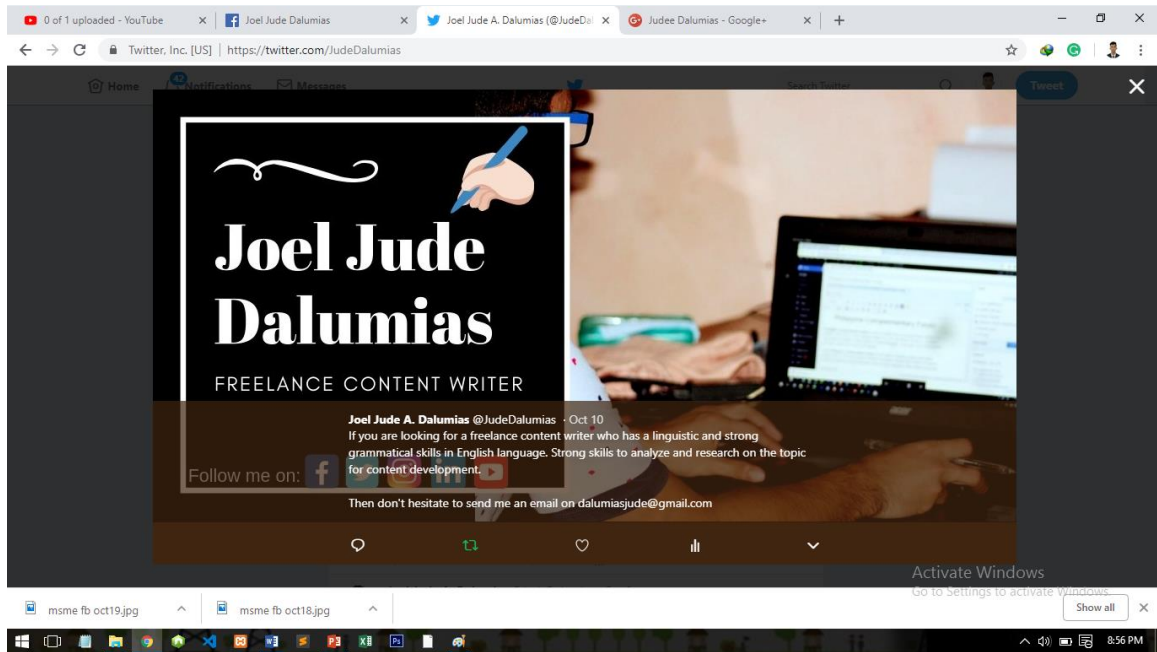 0 of 1 uploaded - YouTube
Joel Jude Dalumias
Joel Jude A. Dalumias (@JudeDal
Judee Dalumias - Google+
Twitter, Inc. [US] | https://twitter.com/JudeDalumias
Home
42
Notifications
Messages
Search Twitter
Tweet
Joel Jude
Dalumias
FREELANCE CONTENT WRITER
Joel Jude A. Dalumias @JudeDalumias · Oct 10
If you are looking for a freelance content writer who has a linguistic and strong
grammatical skills in English language. Strong skills to analyze and research on the topic
for content development.
Follow me on:
Then don't hesitate to send me an email on dalumiasjude@gmail.com
Activate Windows
Go to Settings to activate Windows.
msme fb oct19.jpg
msme fb oct18.jpg
Show all
8:56 PM